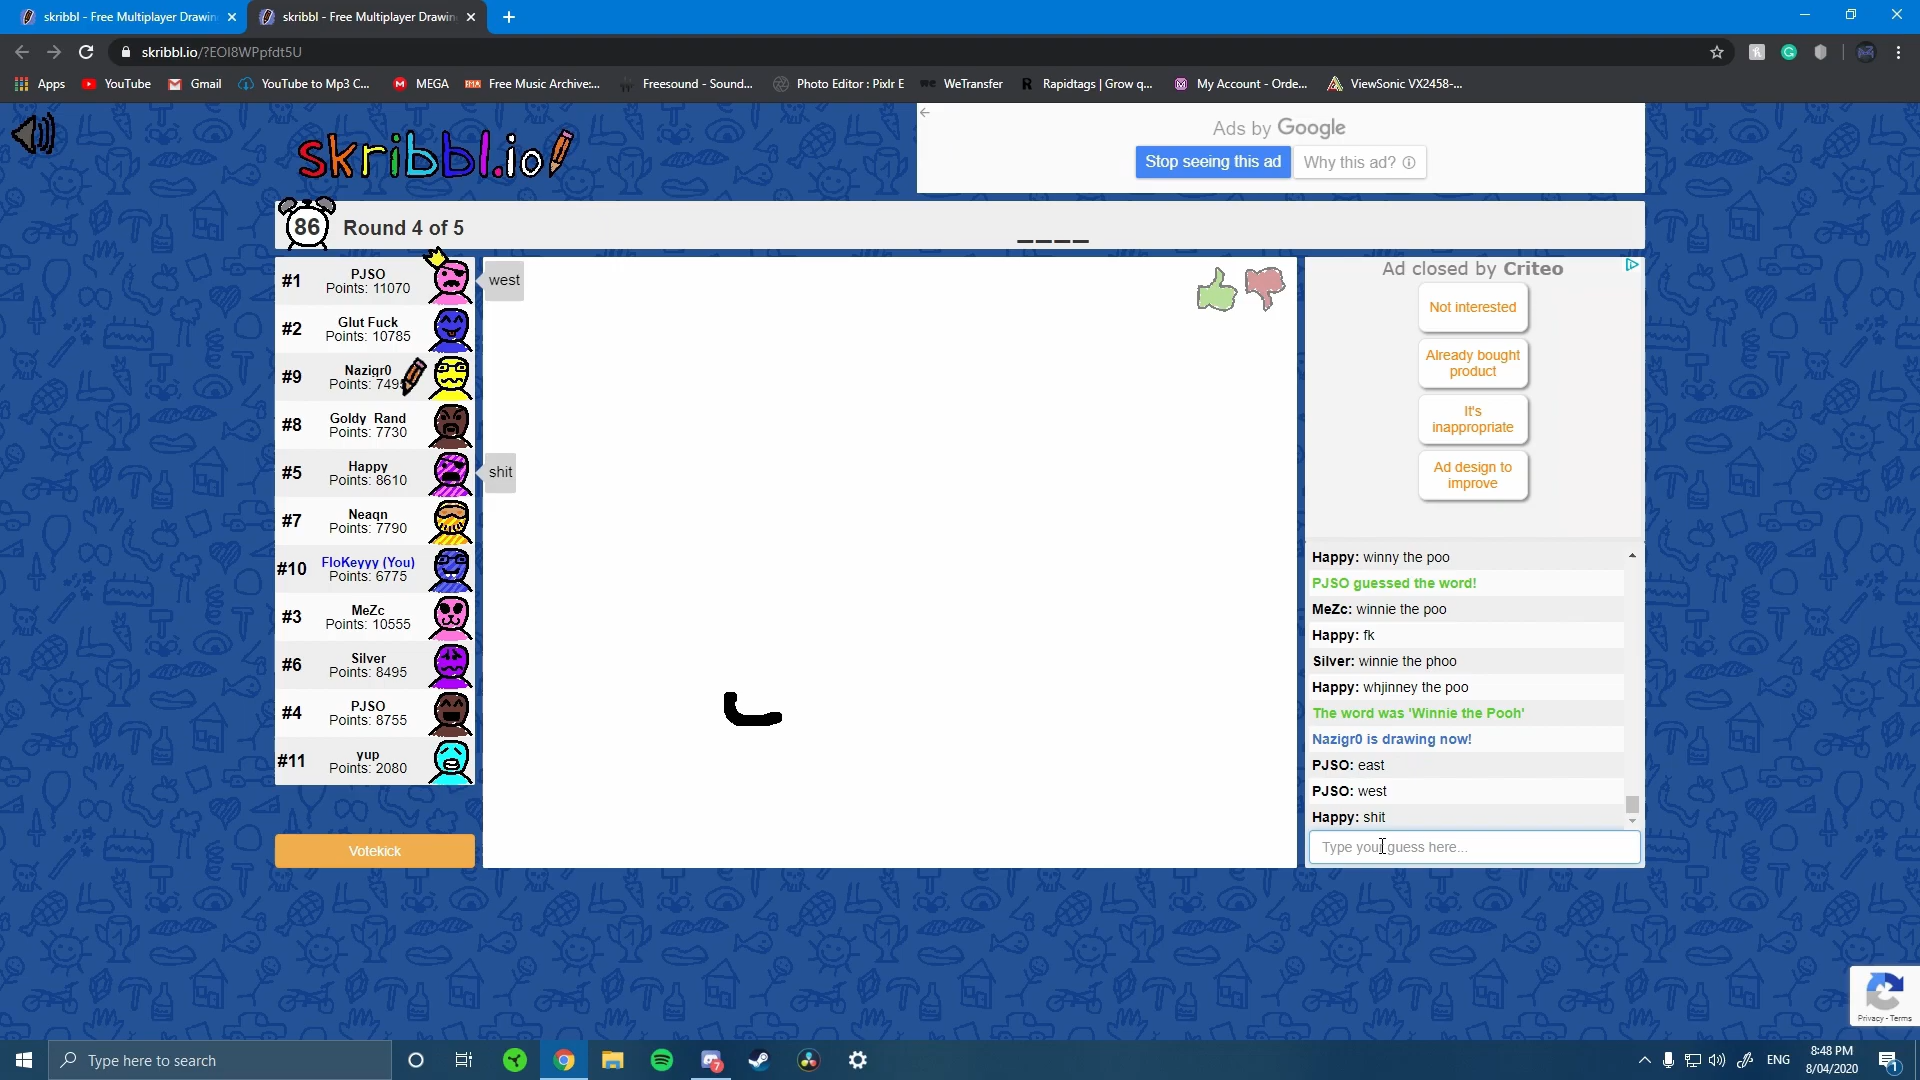 skribbl - Free Multiplayer Drawin
skribbl - Free Multiplayer Drawin
skribbl.io/?EOI8WPpfdt5U
Apps
YouTube
Gmail
YouTube to Mp3 C...
MEGA
Free Music Archive:...
Freesound - Sound...
Photo Editor : Pixlr E
WeTransfer
Rapidtags | Grow q...
My Account - Orde...
ViewSonic VX2458-...
skribbl.io
Ads by Google
Stop seeing this ad
Why this ad?
86
Round 4 of 5
_ _ _ _
#1
PJSO
Points: 11070
west
#2
Glut Fuck
Points: 10785
#9
Nazigr0
Points: 7495
#8
Goldy Rand
Points: 7730
#5
Happy
Points: 8610
shit
#7
Neaqn
Points: 7790
#10
FloKeyyy (You)
Points: 6775
#3
MeZc
Points: 10555
#6
Silver
Points: 8495
#4
PJSO
Points: 8755
#11
yup
Points: 2080
Votekick
Ad closed by Criteo
Not interested
Already bought
product
It's
inappropriate
Ad design to
improve
Happy: winny the poo
PJSO guessed the word!
MeZc: winnie the poo
Happy: fk
Silver: winnie the phoo
Happy: whjinney the poo
The word was 'Winnie the Pooh'
Nazigr0 is drawing now!
PJSO: east
PJSO: west
Happy: shit
Type your guess here...
Privacy - Terms
Type here to search
7
ENG
8:48 PM
8/04/2020
1